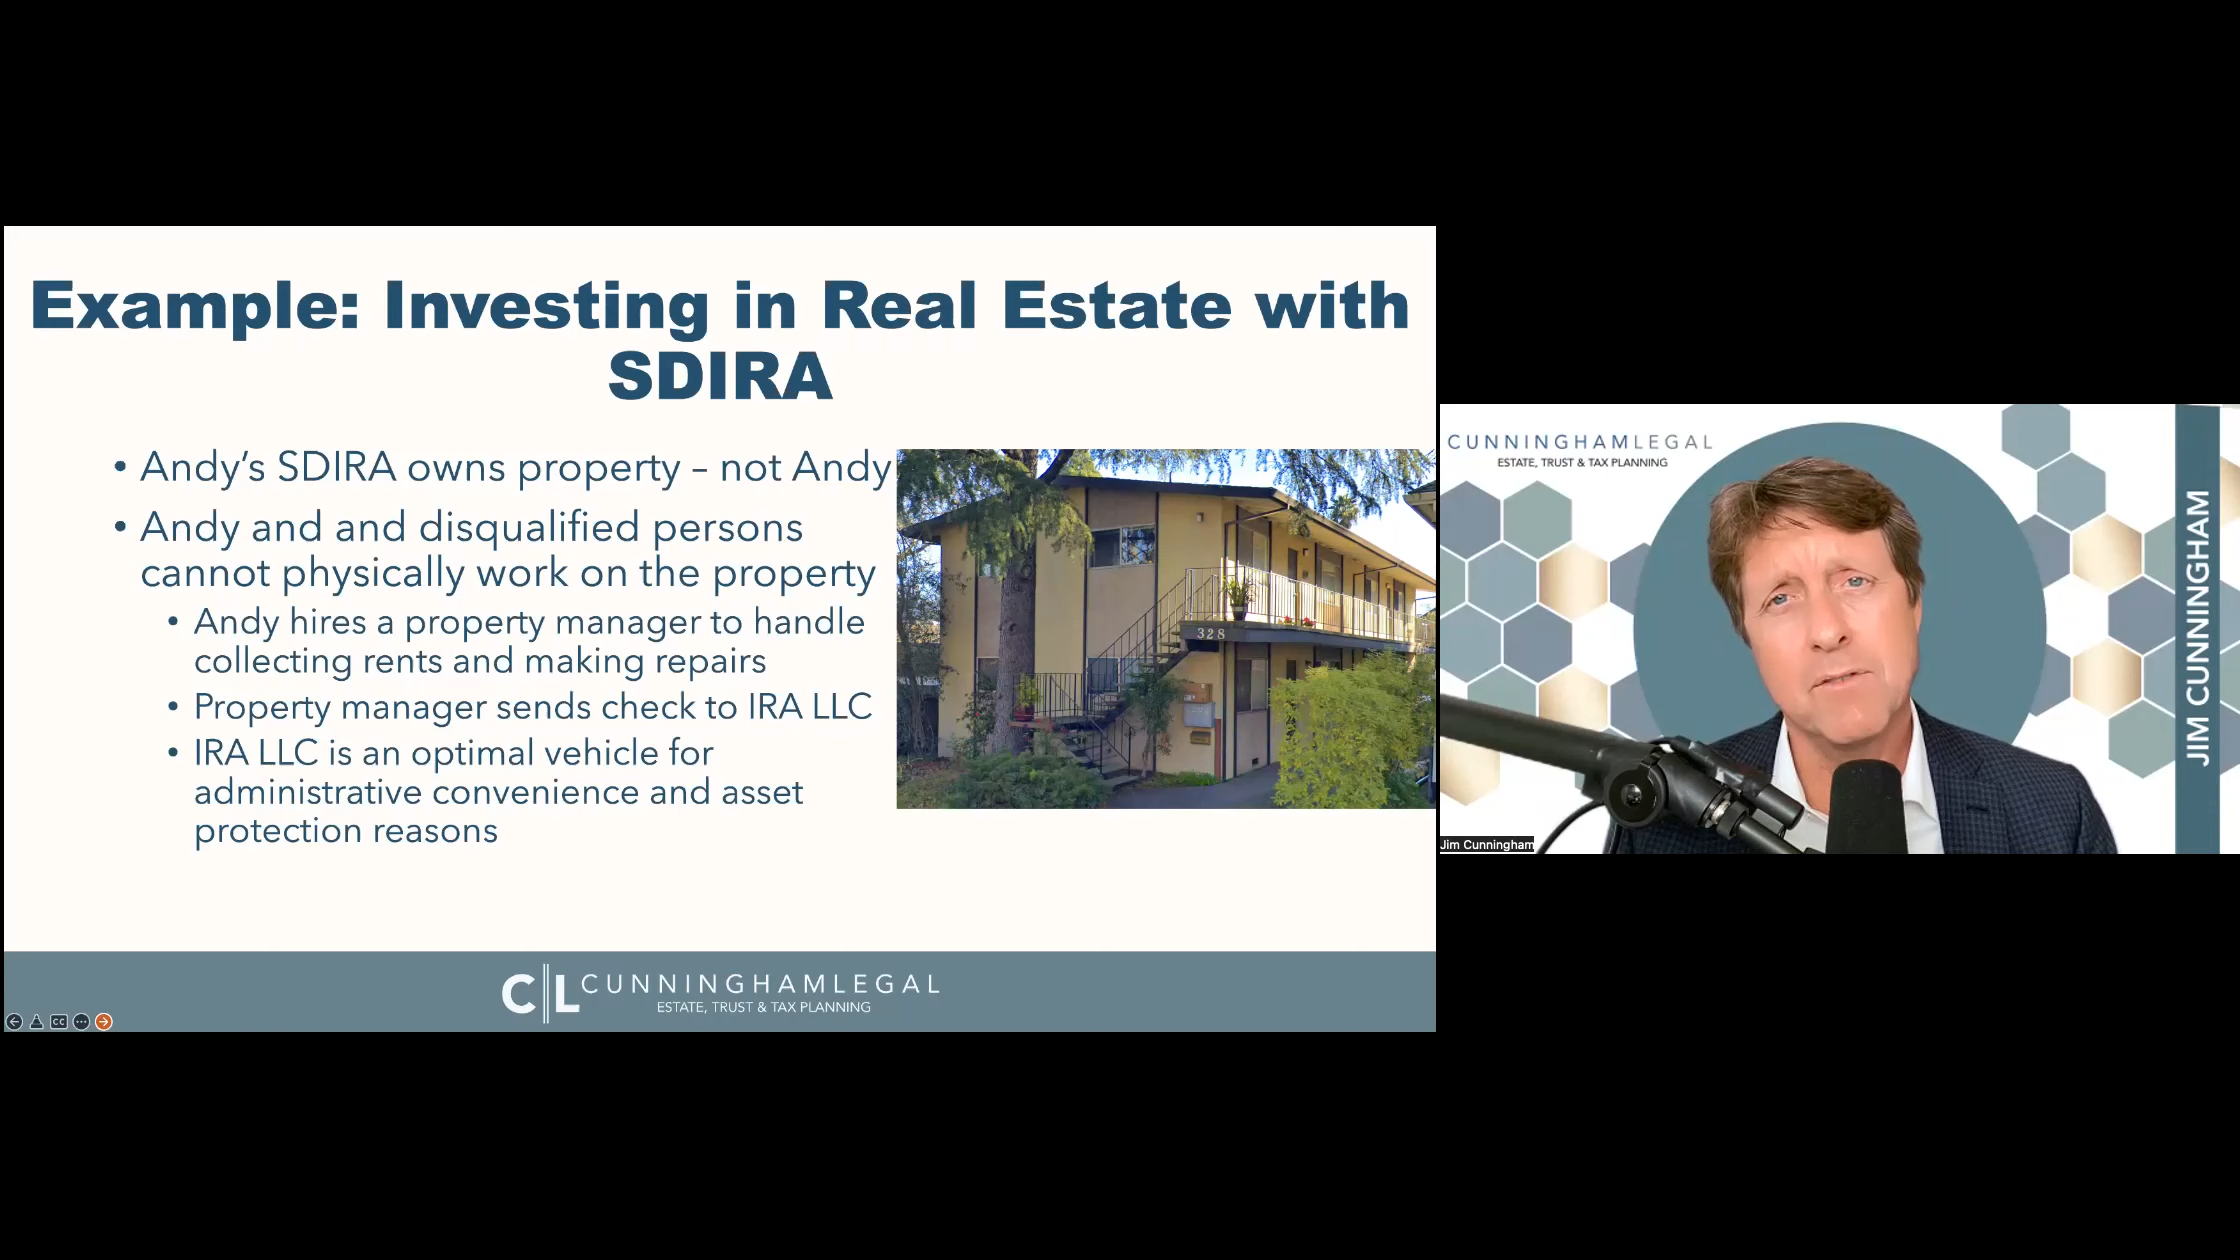 Example: Investing in Real Estate with
SDIRA
• Andy's SDIRA owns property – not Andy
• Andy and and disqualified persons
cannot physically work on the property
• Andy hires a property manager to handle
collecting rents and making repairs
• Property manager sends check to IRA LLC
• IRA LLC is an optimal vehicle for
administrative convenience and asset
protection reasons
328
CL CUNNINGHAMLEGAL
ESTATE, TRUST & TAX PLANNING
CC
CUNNINGHAMLEGAL
ESTATE, TRUST & TAX PLANNING
JIM CUNNINGHAM
Jim Cunningham